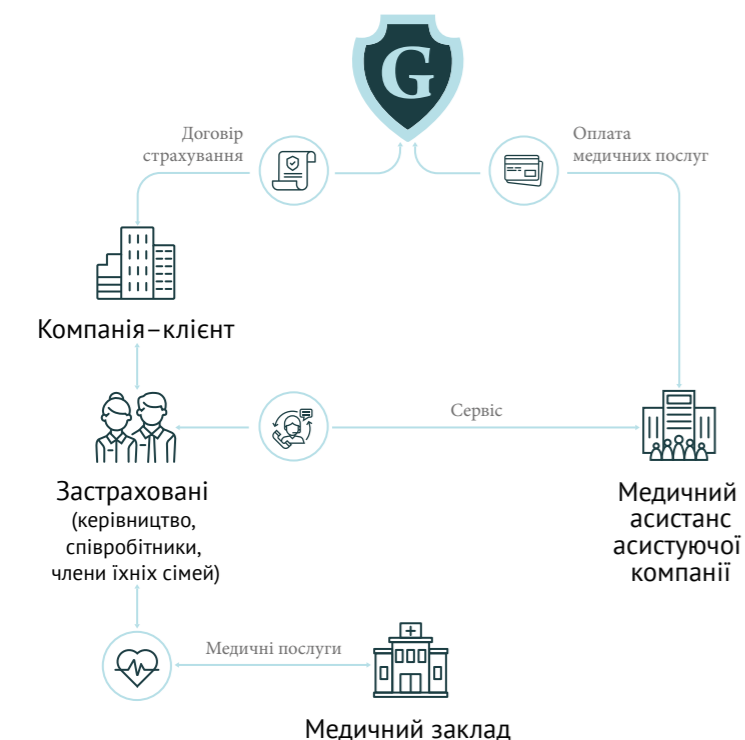 G
Договір
страхування
Оплата
медичних послуг
Компанія–клієнт
Сервіс
Застраховані
(керівництво,
співробітники,
члени їхніх сімей)
Медичний
асистанс
асистуючої
компанії
Медичні послуги
Медичний заклад